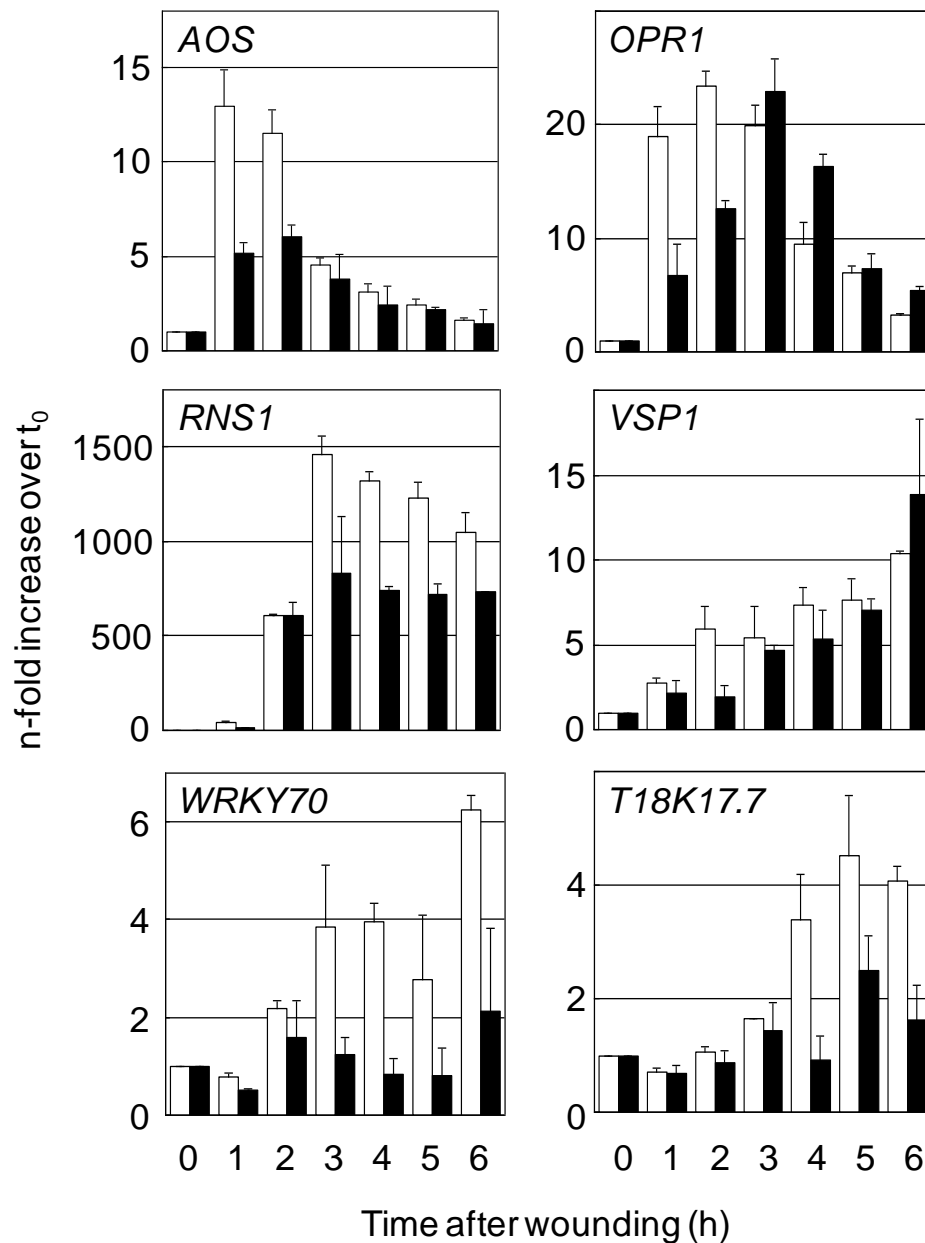 AOS
OPR1
15
10
5
0
20
10
0
RNS1
VSP1
1500
1000
500
0
15
10
5
0
WRKY70
T18K17.7
6
4
2
0
4
2
0
n-fold increase over t0
0 1 2 3 4 5 6
0 1 2 3 4 5 6
Time after wounding (h)